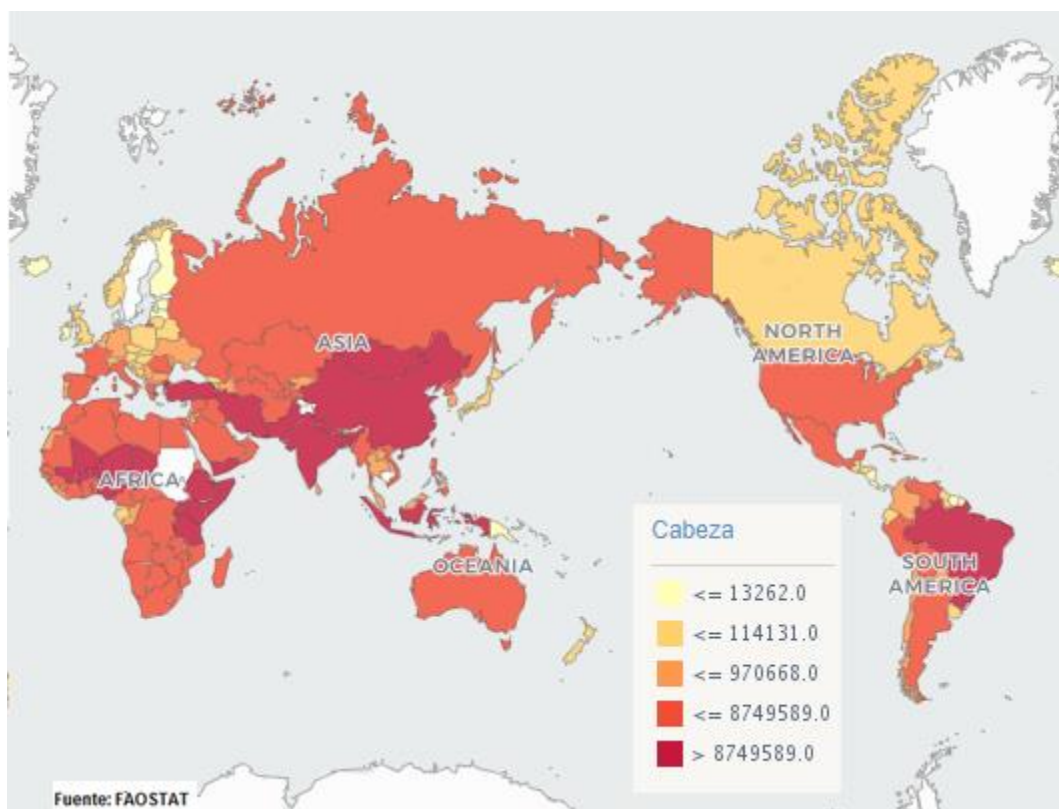 ASIA
NORTH
AMERICA
AFRICA
OCEANIA
SOUTH
AMERICA
Cabeza
<= 13262.0
<= 114131.0
<= 970668.0
<= 8749589.0
> 8749589.0
Fuente: FAOSTAT